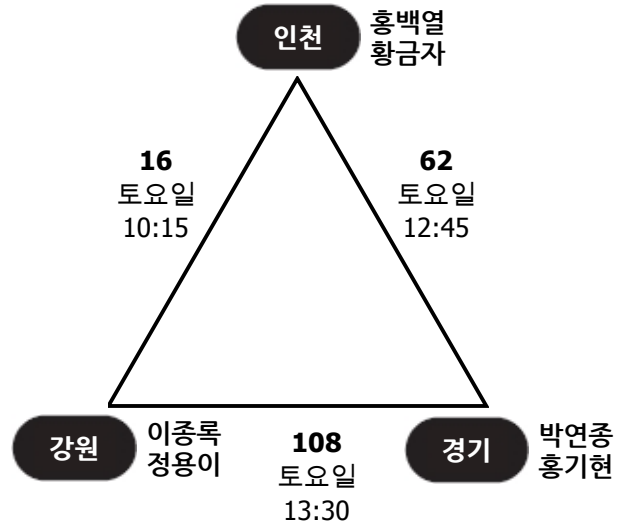 인천
홍백열
황금자
16
토요일
10:15
62
토요일
12:45
강원
이종록
정용이
108
토요일
13:30
경기
박연종
홍기현